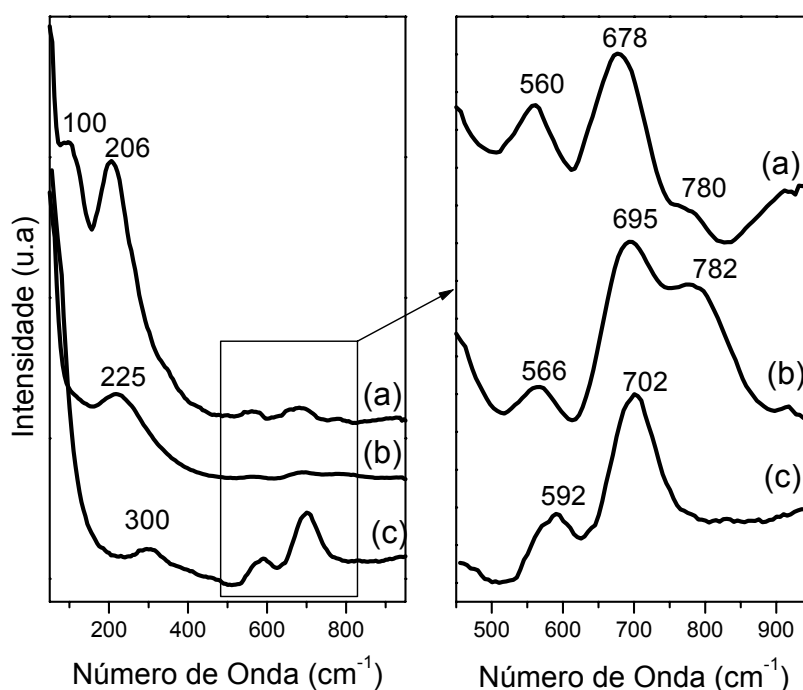 Intensidade (u.a)
100
206
225
300
(a)
(b)
(c)
200 400 600 800
Número de Onda (cm-1)
678
560
780
(a)
695
782
566
702
(b)
592
(c)
500 600 700 800 900
Número de Onda (cm-1)